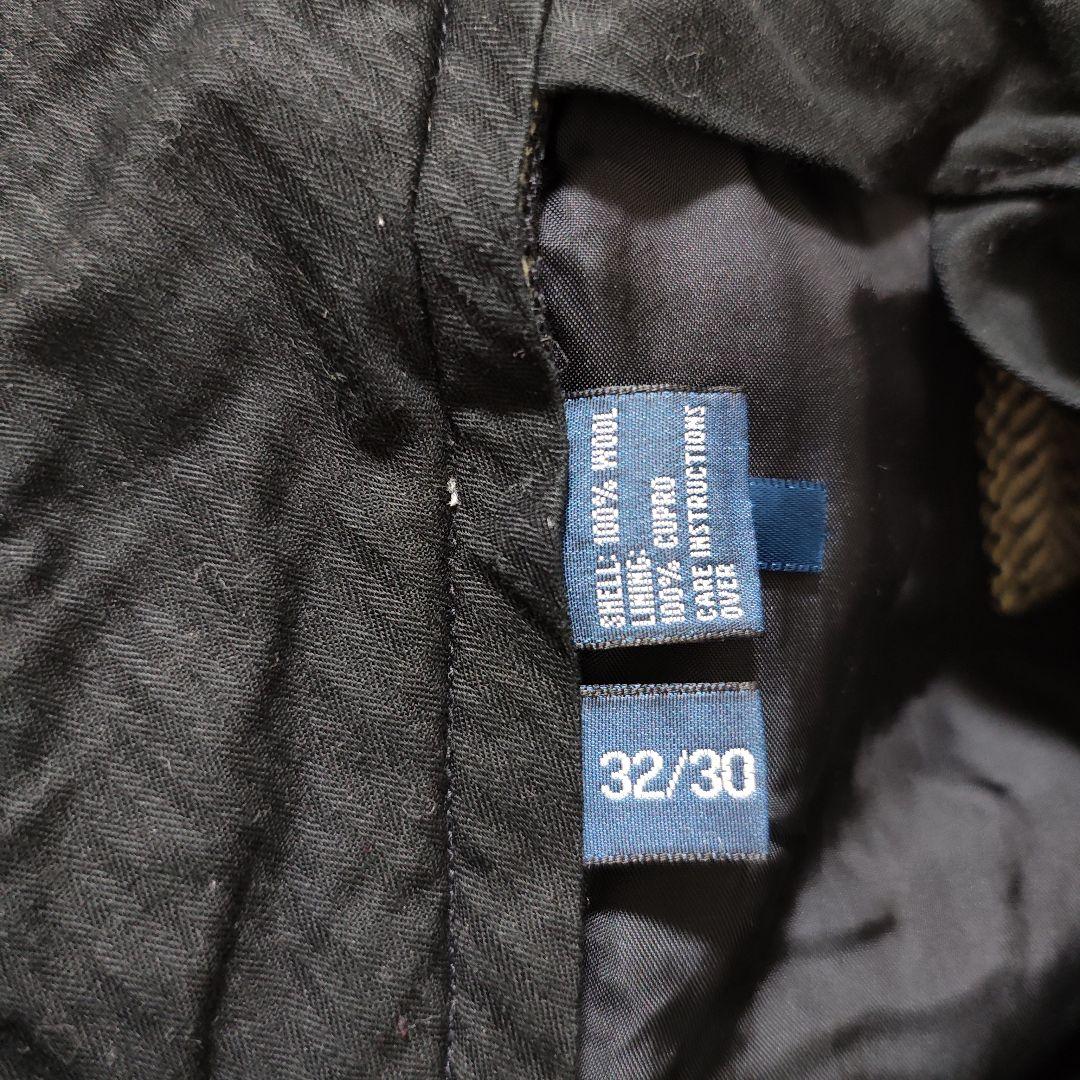 SHELL: 100% WOOL
LINING:
100% CUPRO
CARE INSTRUCTIONS
OVER
32/30